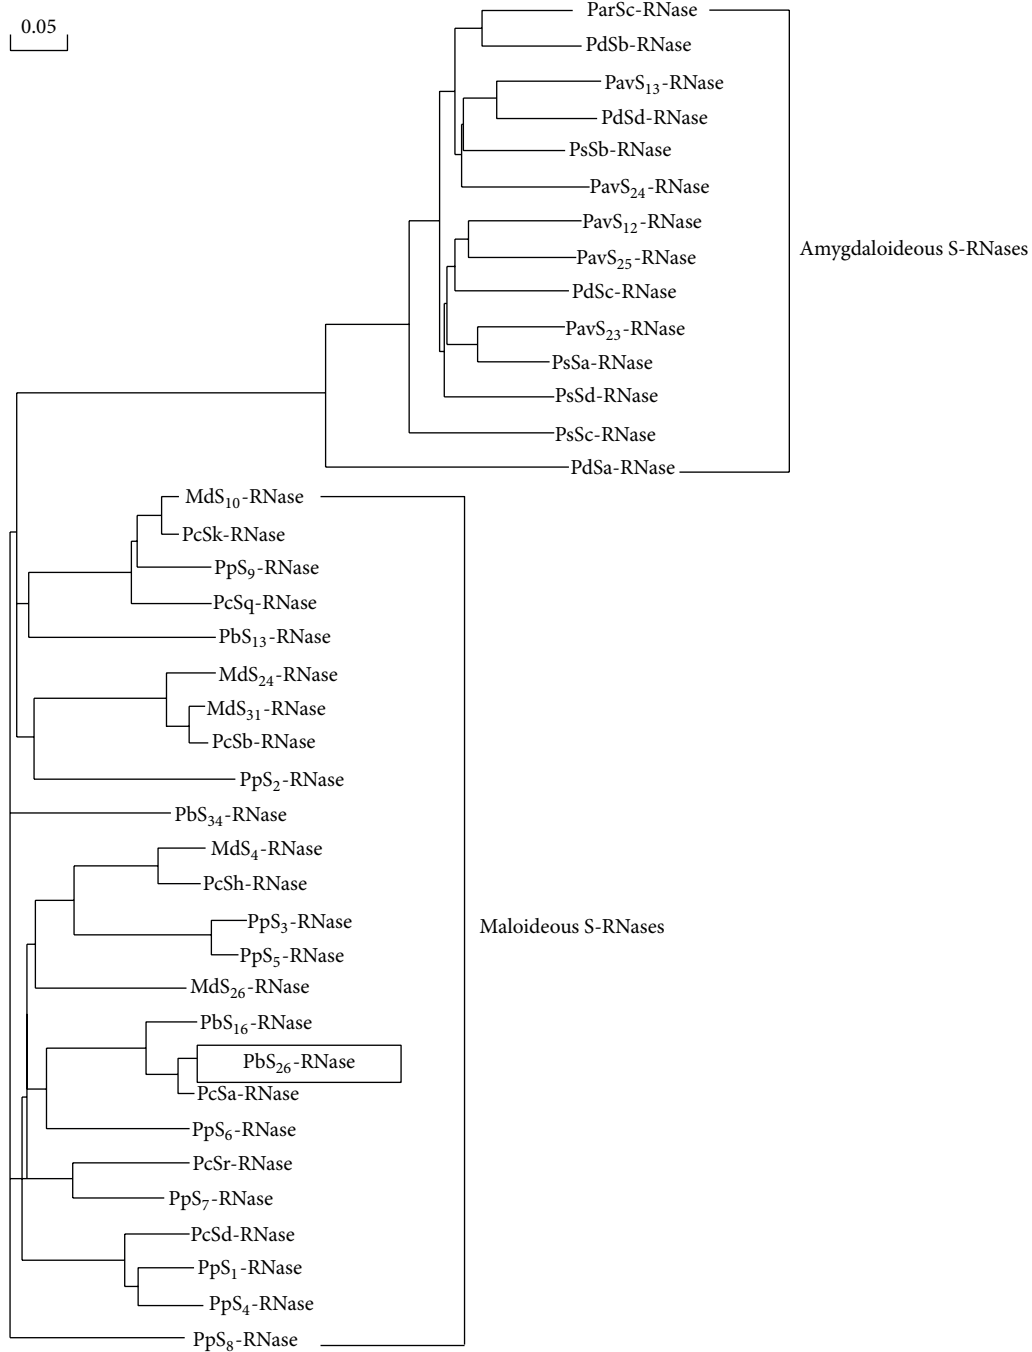 0.05
ParSc-RNase
PdSb-RNase
PavS13-RNase
PdSd-RNase
PsSb-RNase
PavS24-RNase
PavS12-RNase
Amygdaloideous S-RNases
PavS25-RNase
PdSc-RNase
PavS23-RNase
PsSa-RNase
PsSd-RNase
PsSc-RNase
PdSa-RNase
MdS10-RNase
PcSk-RNase
PpS9-RNase
PcSq-RNase
PbS13-RNase
MdS24-RNase
MdS31-RNase
PcSb-RNase
PpS2-RNase
PbS34-RNase
MdS4-RNase
PcSh-RNase
PpS3-RNase
Maloideous S-RNases
PpS5-RNase
MdS26-RNase
PbS16-RNase
PbS26-RNase
PcSa-RNase
PpS6-RNase
PcSr-RNase
PpS7-RNase
PcSd-RNase
PpS1-RNase
PpS4-RNase
PpS8-RNase